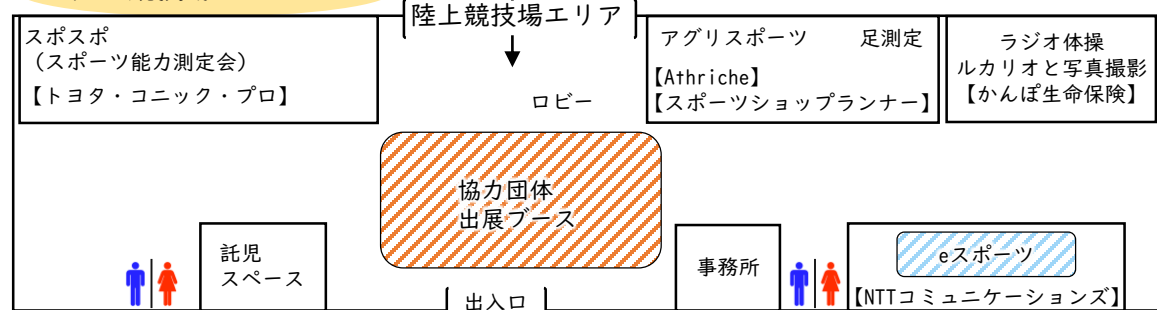 陸上競技場エリア
スポスポ
（スポーツ能力測定会）
【トヨタ・コニック・プロ】
ロビー
アグリスポーツ　足測定
【Athriche】
【スポーツショップランナー】
ラジオ体操
ルカリオと写真撮影
【かんぽ生命保険】
協力団体
出展ブース
託児
スペース
出入口
事務所
eスポーツ
【NTTコミュニケーションズ】